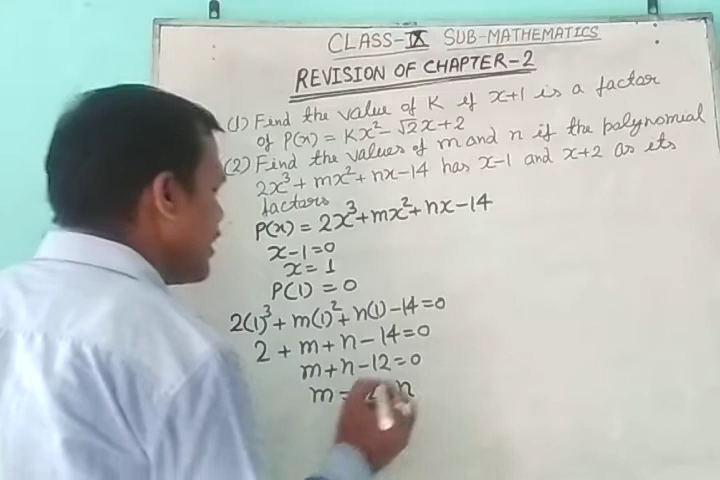 CLASS-IX SUB-MATHEMATICS
REVISION OF CHAPTER-2
(1) Find the value of K if x+1 is a factor
of P(x) = Kx² - √2x+2
(2) Find the values of m and n if the polynomial
2x³ + mx² + nx - 14 has x-1 and x+2 as its
factors
P(x) = 2x³ + mx² + nx - 14
x - 1 = 0
x = 1
P(1) = 0
2(1)³ + m(1)² + n(1) - 14 = 0
2 + m + n - 14 = 0
m + n - 12 = 0
m = n